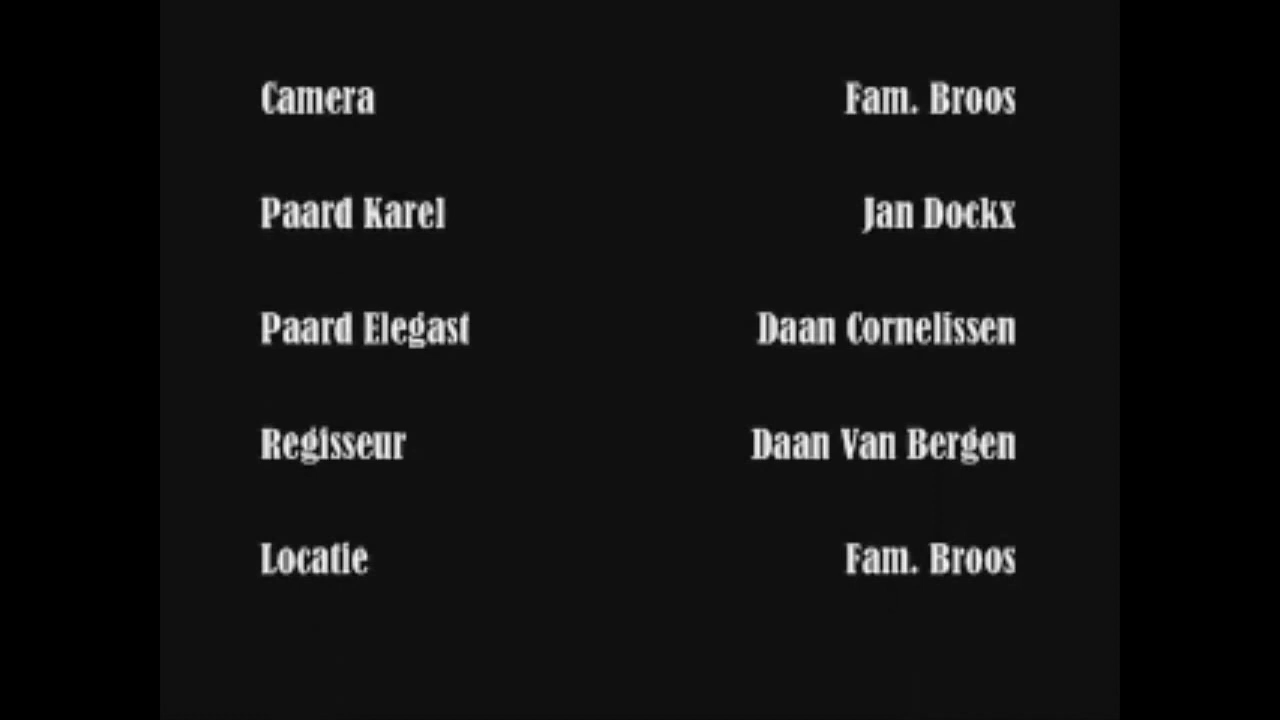 Camera Fam. Broos
Paard Karel Jan Dockx
Paard Elegast Daan Cornelissen
Regisseur Daan Van Bergen
Locatie Fam. Broos